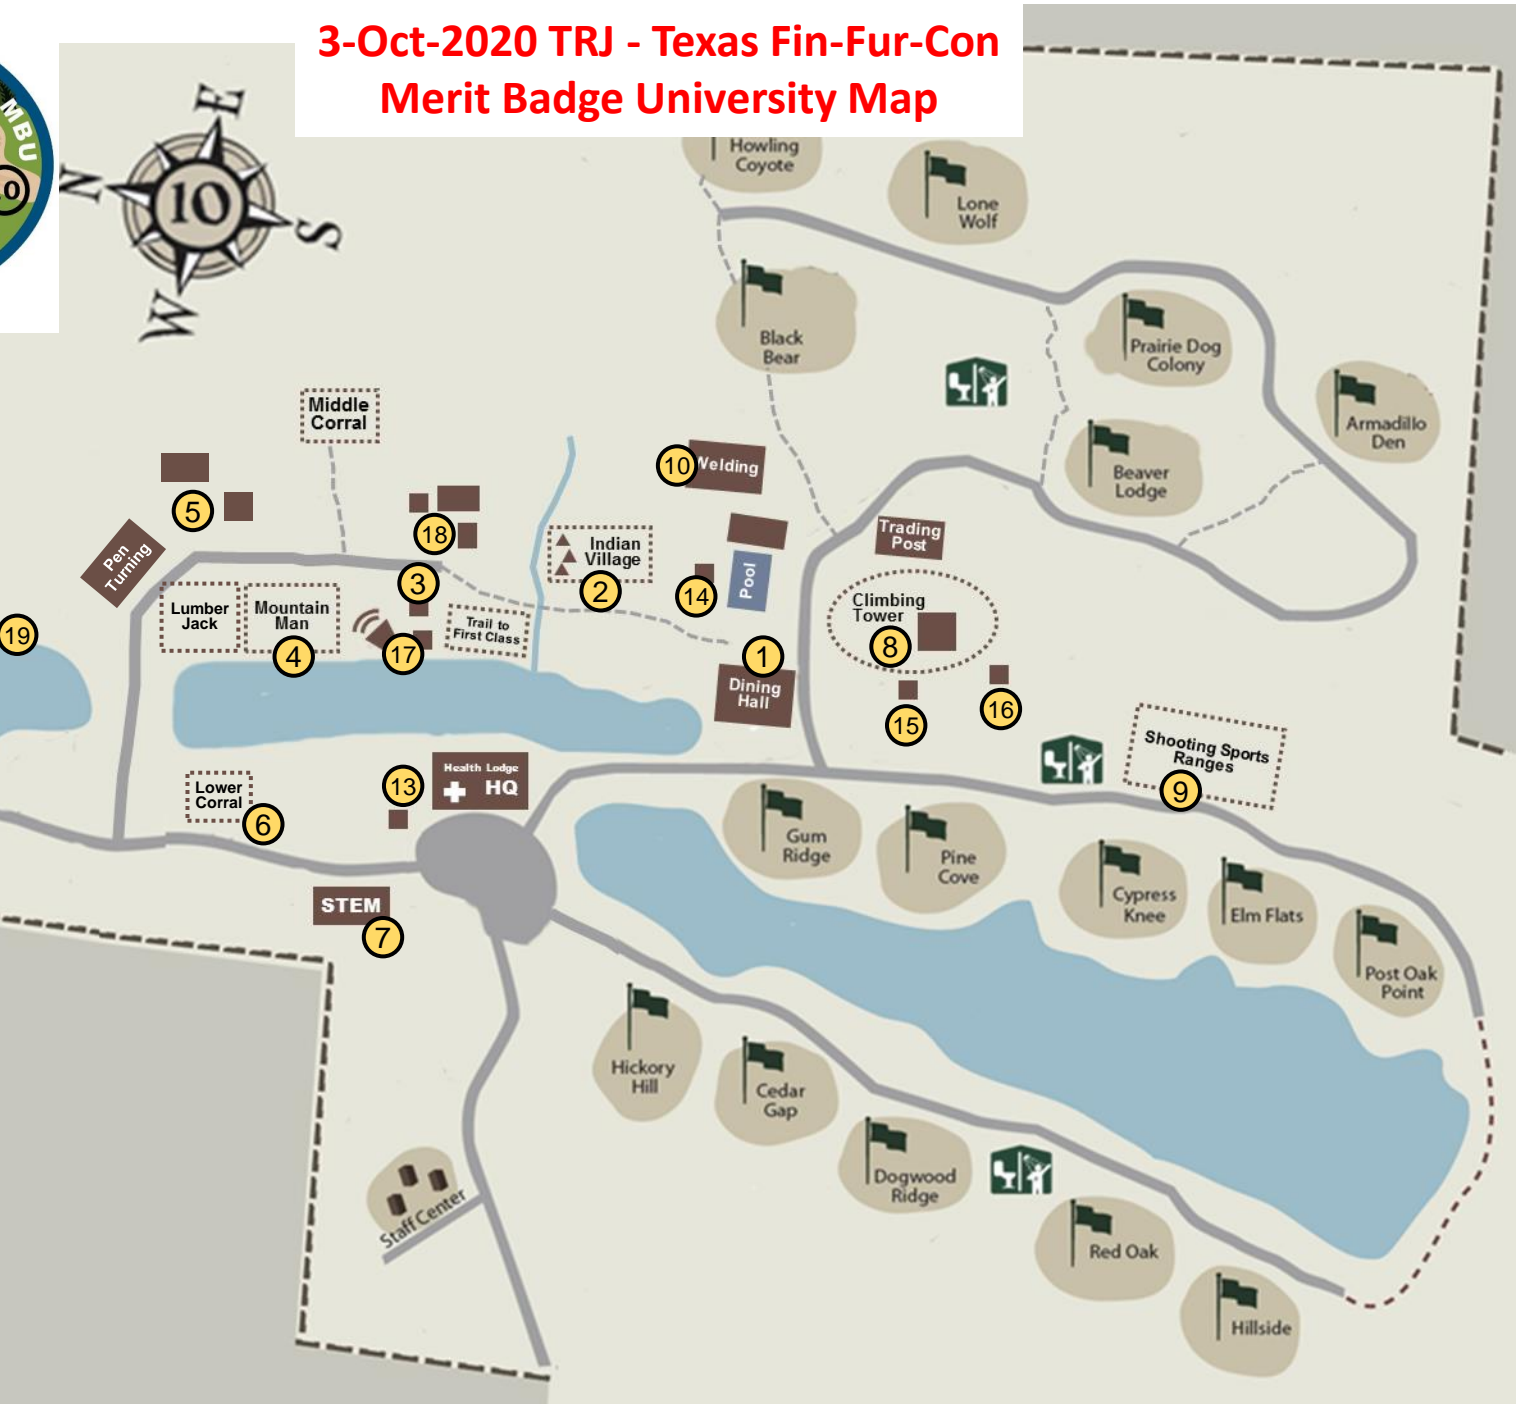 3-Oct-2020 TRJ - Texas Fin-Fur-Con
Merit Badge University Map
MBU
E
N
10
S
W
Howling
Coyote
Lone
Wolf
Black
Bear
Prairie Dog
Colony
Armadillo
Den
Beaver
Lodge
Middle
Corral
10
Welding
5
18
Pen
Turning
Indian
Village
2
Trading
Post
3
14
Pool
Climbing
Tower
8
Lumber
Jack
Mountain
Man
4
17
Trail to
First Class
19
1
Dining
Hall
15
16
Shooting Sports
Ranges
9
Lower
Corral
6
13
Health Lodge
HQ
Gum
Ridge
Pine
Cove
Cypress
Knee
Elm Flats
Post Oak
Point
STEM
7
Hickory
Hill
Cedar
Gap
Dogwood
Ridge
Staff Center
Red Oak
Hillside